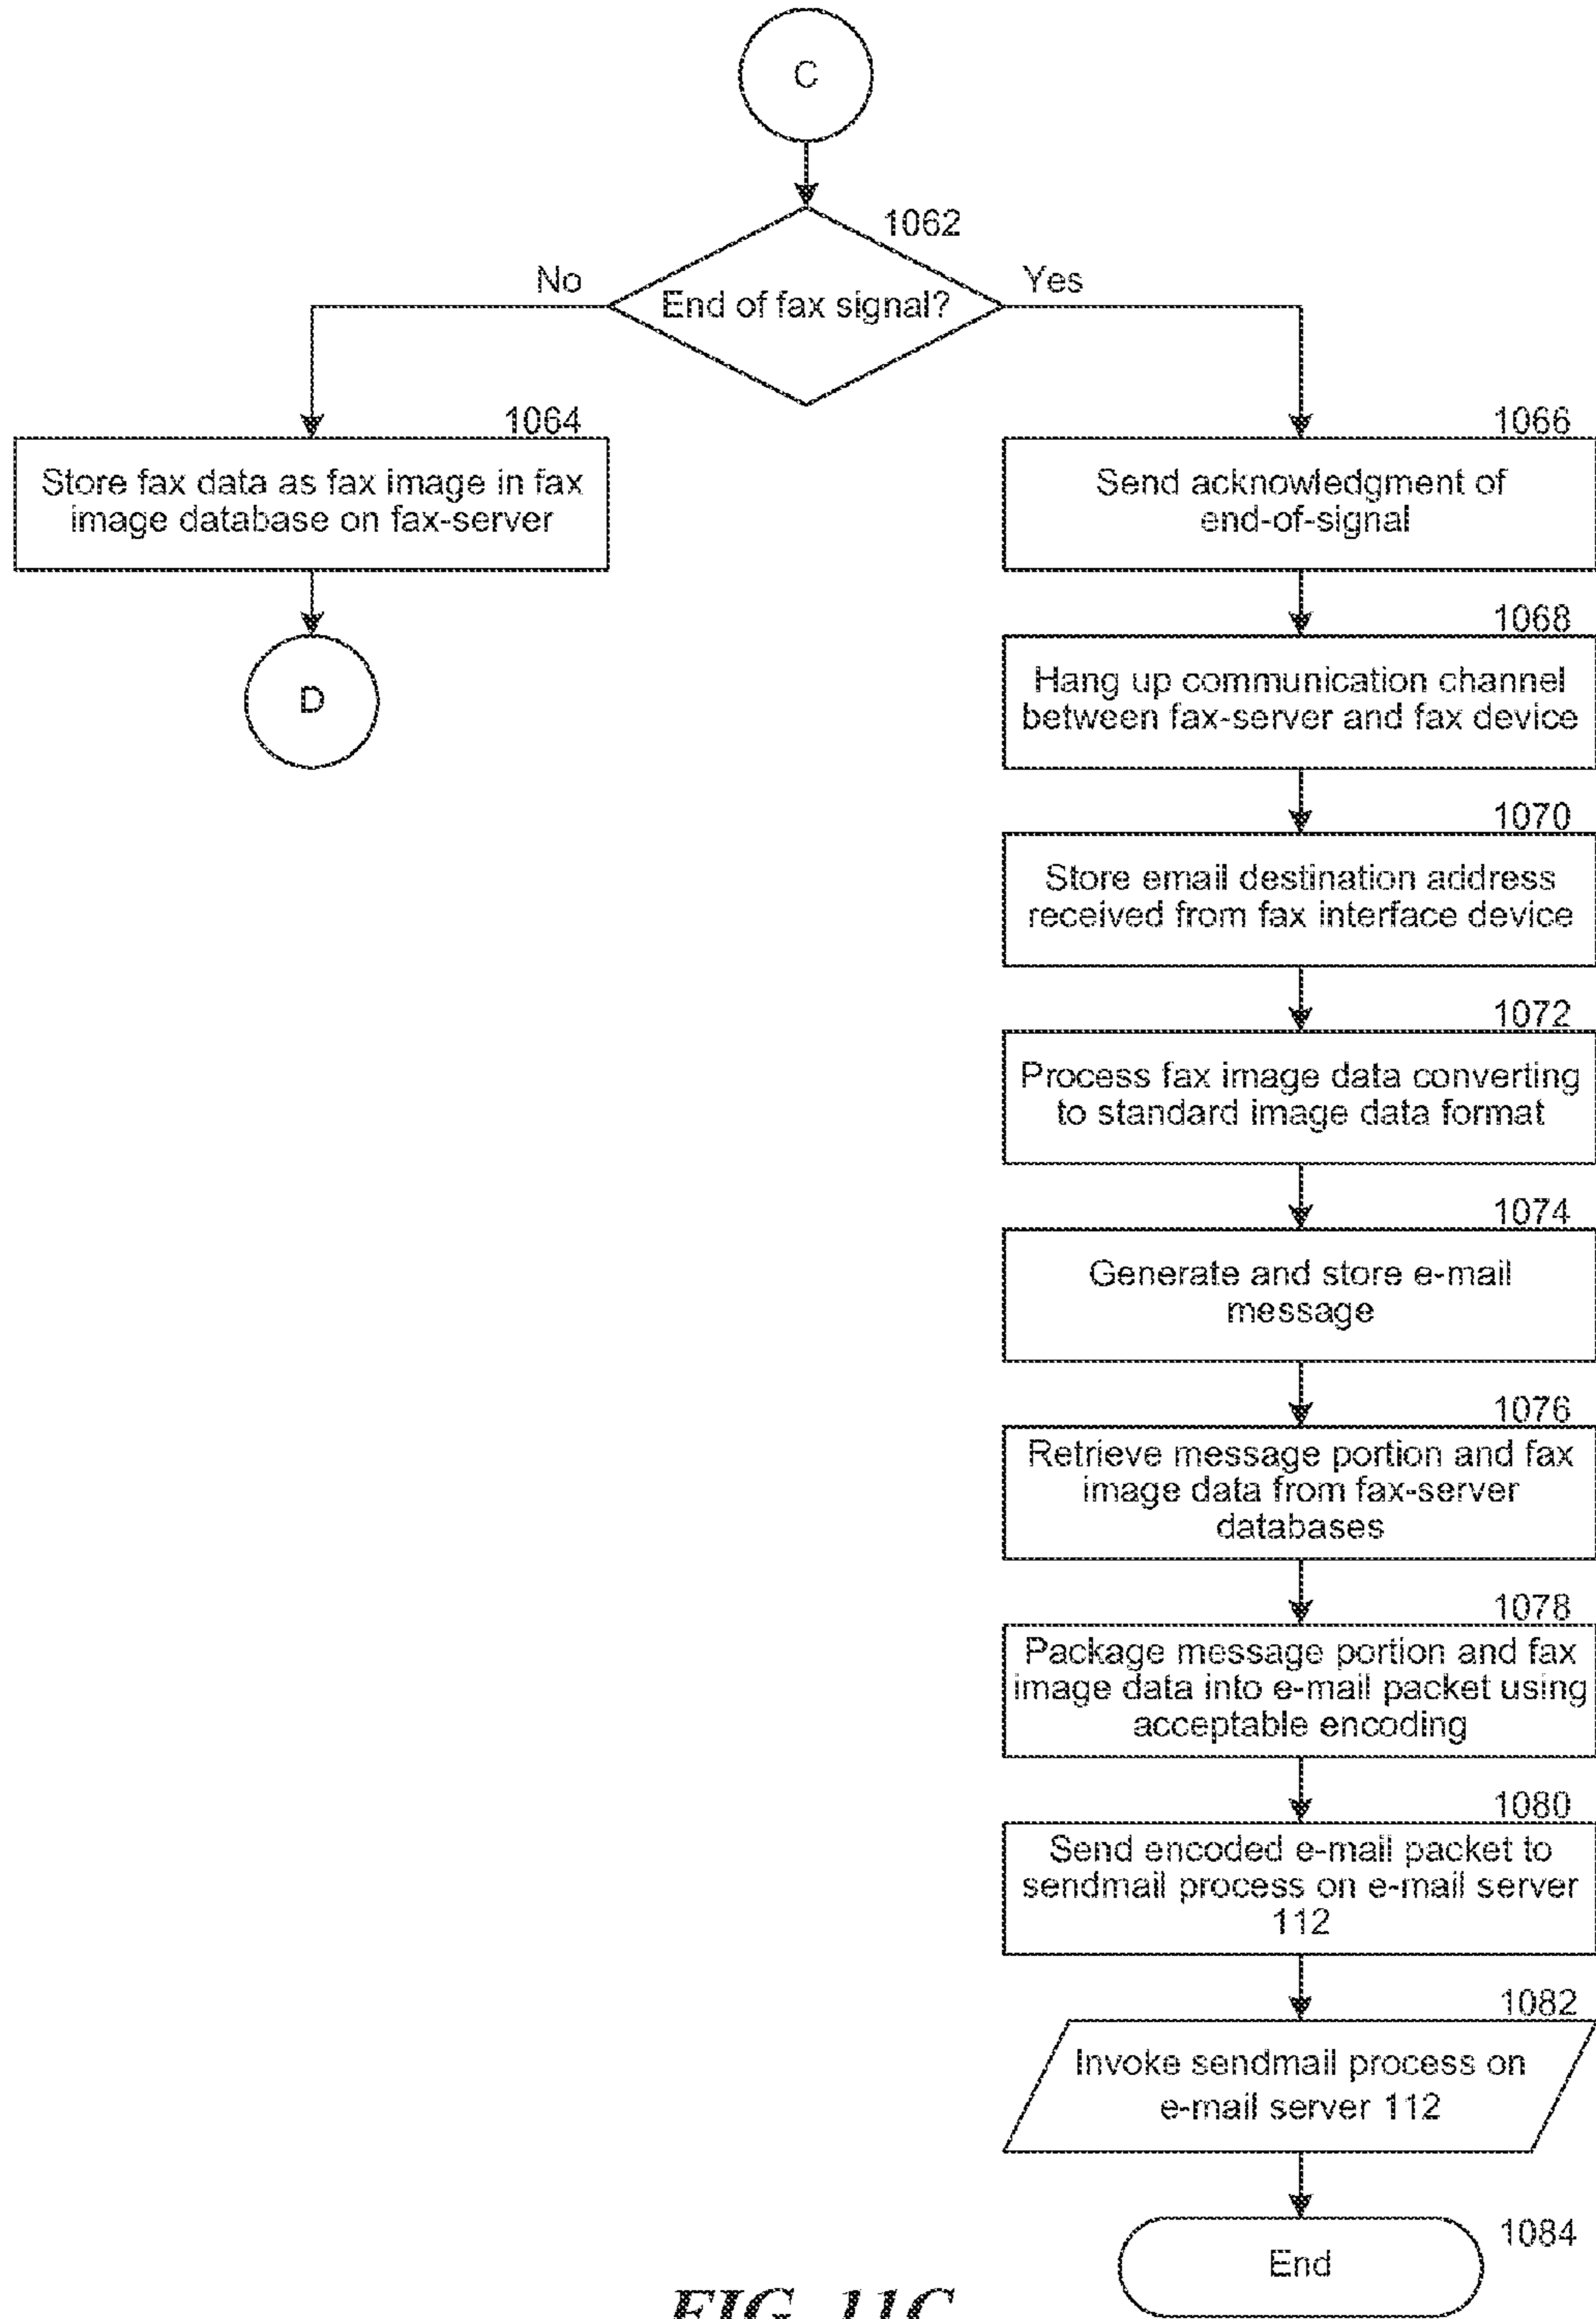 C
1062
No
Yes
End of fax signal?
1064
Store fax data as fax image in fax
image database on fax-server
D
1066
Send acknowledgment of
end-of-signal
1068
Hang up communication channel
between fax-server and fax device
1070
Store email destination address
received from fax interface device
1072
Process fax image data converting
to standard image data format
1074
Generate and store e-mail
message
1076
Retrieve message portion and fax
image data from fax-server
databases
1078
Package message portion and fax
image data into e-mail packet using
acceptable encoding
1080
Send encoded e-mail packet to
sendmail process on e-mail server
112
1082
Invoke sendmail process on
e-mail server 112
1084
End
FIG. 11C